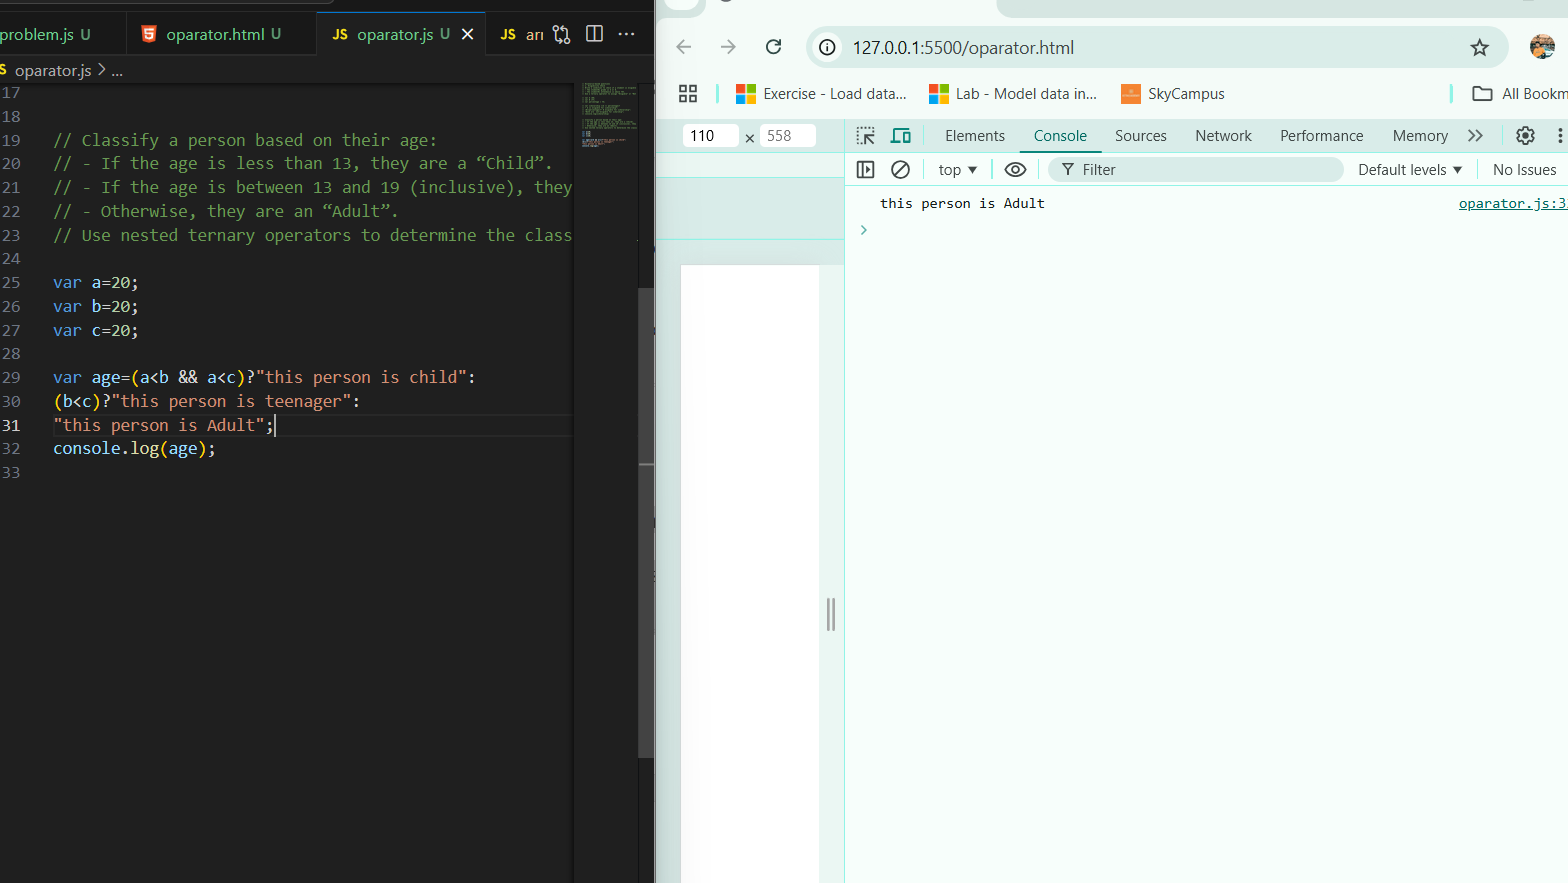 problem.js U
oparator.html U
JS oparator.js U
JS
oparator.js > ...
17
18
19 // Classify a person based on their age:
20 // - If the age is less than 13, they are a “Child”.
21 // - If the age is between 13 and 19 (inclusive), they
22 // - Otherwise, they are an “Adult”.
23 // Use nested ternary operators to determine the class
24
25 var a=20;
26 var b=20;
27 var c=20;
28
29 var age=(a<b && a<c)?"this person is child":
30 (b<c)?"this person is teenager":
31 "this person is Adult";
32 console.log(age);
33
127.0.0.1:5500/oparator.html
Exercise - Load data...
Lab - Model data in...
SkyCampus
All Bookm
110 × 558
Elements Console Sources Network Performance Memory
top ▼ Filter Default levels ▼ No Issues
this person is Adult oparator.js:3
>